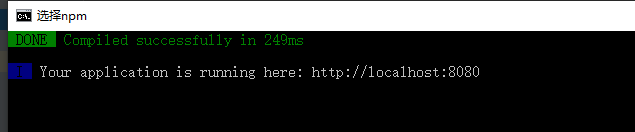 选择npm
DONE Compiled successfully in 249ms
I Your application is running here: http://localhost:8080